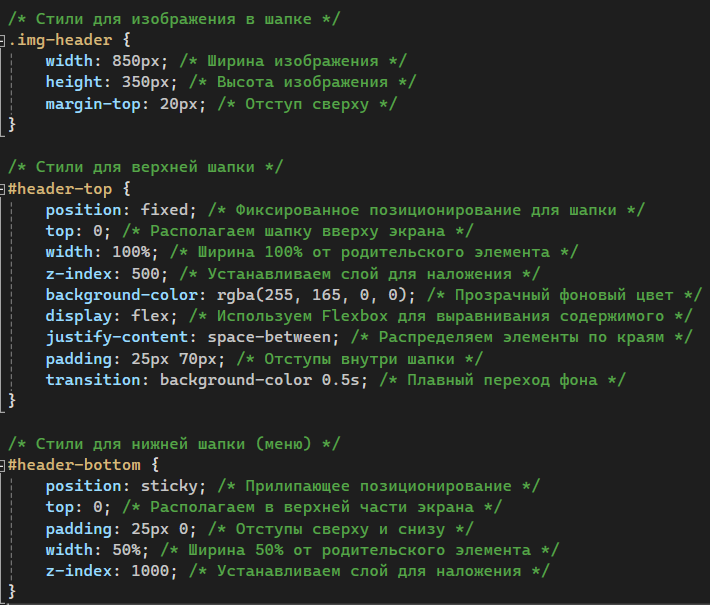 /* Стили для изображения в шапке */
.img-header {
width: 850px; /* Ширина изображения */
height: 350px; /* Высота изображения */
margin-top: 20px; /* Отступ сверху */
}
/* Стили для верхней шапки */
#header-top {
position: fixed; /* Фиксированное позиционирование для шапки */
top: 0; /* Располагаем шапку вверху экрана */
width: 100%; /* Ширина 100% от родительского элемента */
z-index: 500; /* Устанавливаем слой для наложения */
background-color: rgba(255, 165, 0, 0); /* Прозрачный фоновый цвет */
display: flex; /* Используем Flexbox для выравнивания содержимого */
justify-content: space-between; /* Распределяем элементы по краям */
padding: 25px 70px; /* Отступы внутри шапки */
transition: background-color 0.5s; /* Плавный переход фона */
}
/* Стили для нижней шапки (меню) */
#header-bottom {
position: sticky; /* Прилипающее позиционирование */
top: 0; /* Располагаем в верхней части экрана */
padding: 25px 0; /* Отступы сверху и снизу */
width: 50%; /* Ширина 50% от родительского элемента */
z-index: 1000; /* Устанавливаем слой для наложения */
}